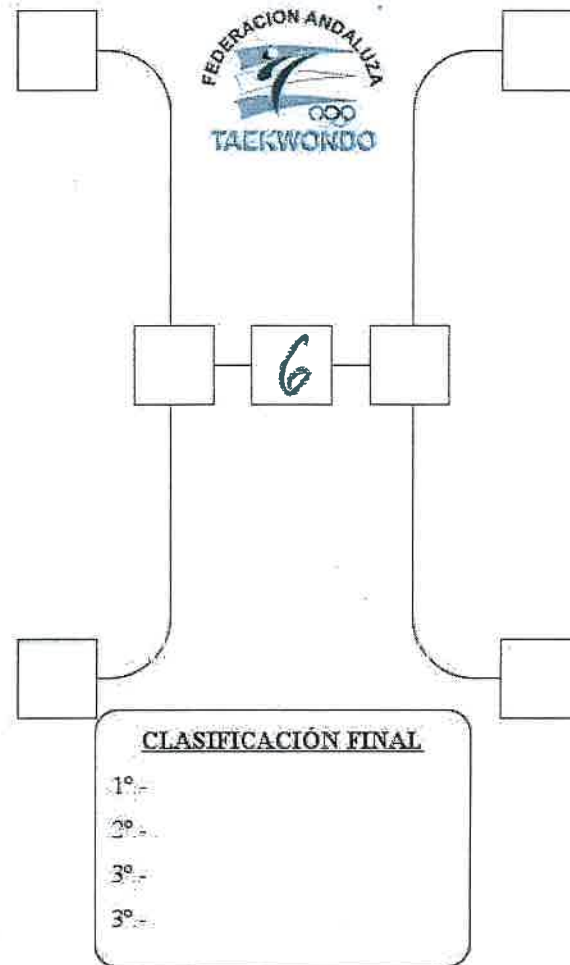 FEDERACION ANDALUZA
TAEKWONDO
6
CLASIFICACIÓN FINAL
1º.-
2º.-
3º.-
3º.-